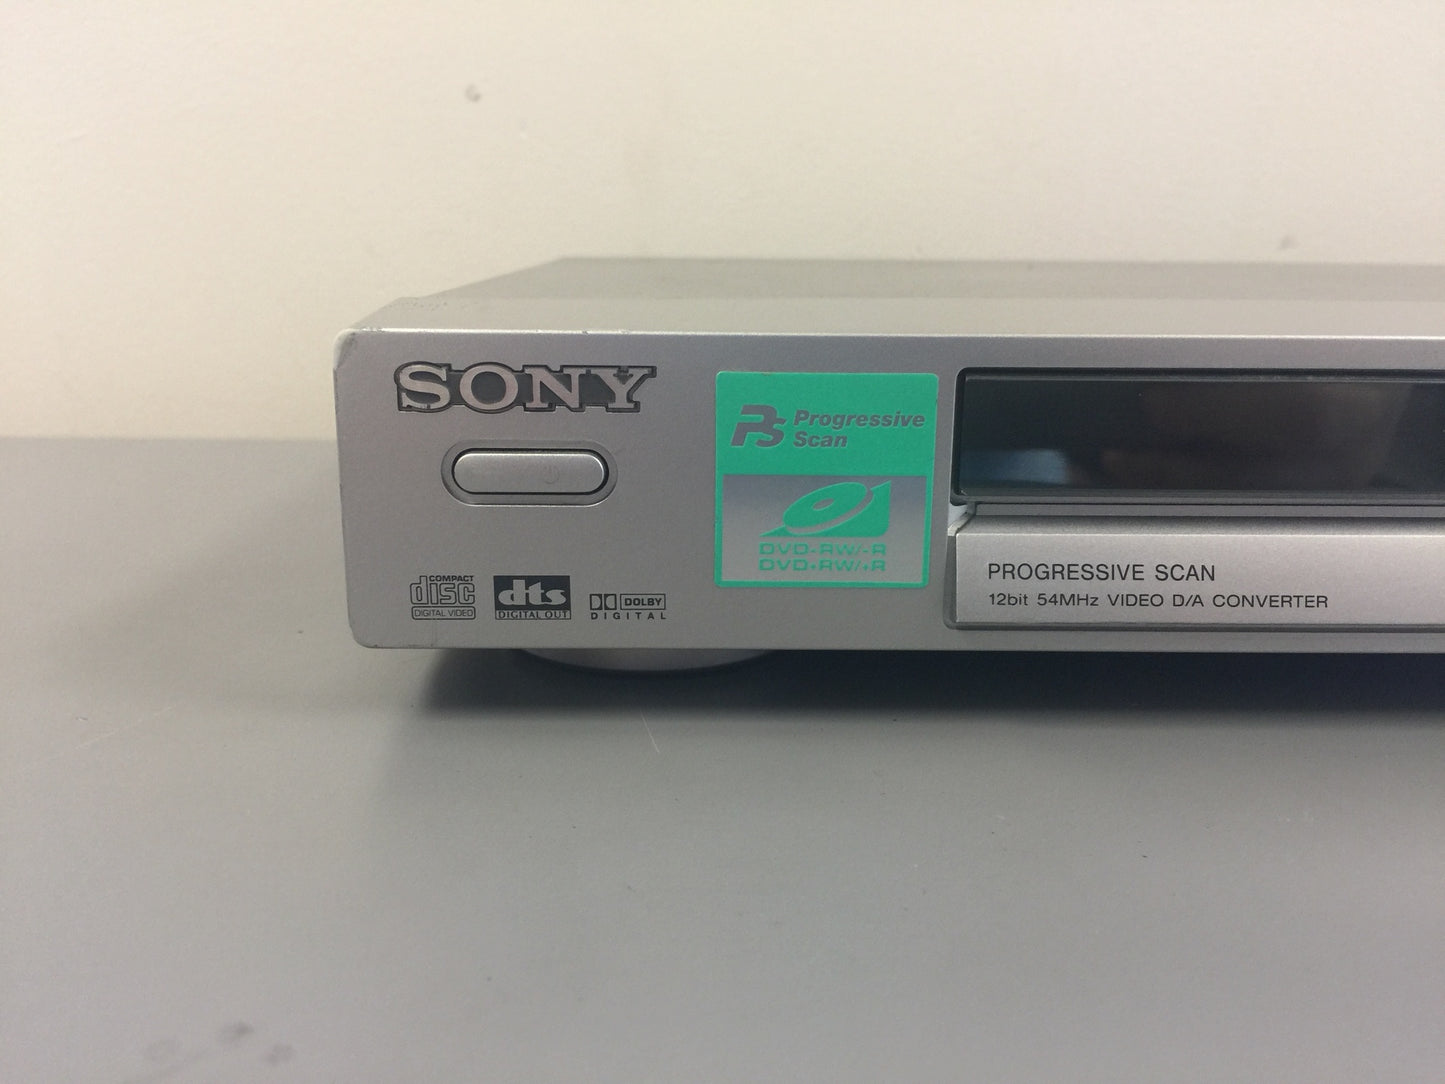 SONY
PS Progressive
Scan
DVD-RW/-R
DVD+RW/+R
COMPACT
disc
DIGITAL VIDEO
dts
DIGITAL OUT
DOLBY
DIGITAL
PROGRESSIVE SCAN
12bit 54MHz VIDEO D/A CONVERTER